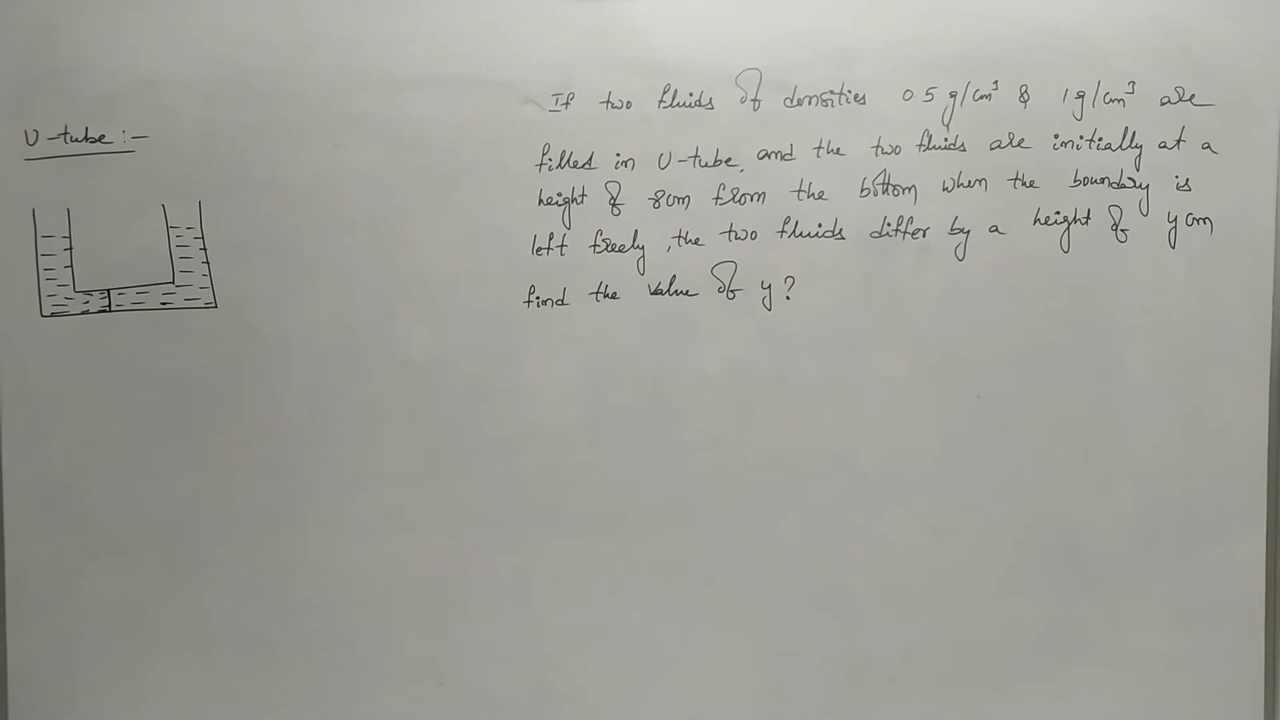 U-tube :-
If two fluids of densities 0.5 g/cm³ & 1 g/cm³ are
filled in U-tube, and the two fluids are initially at a
height of 8cm from the bottom when the boundary is
left freely, the two fluids differ by a height of y cm
find the value of y?